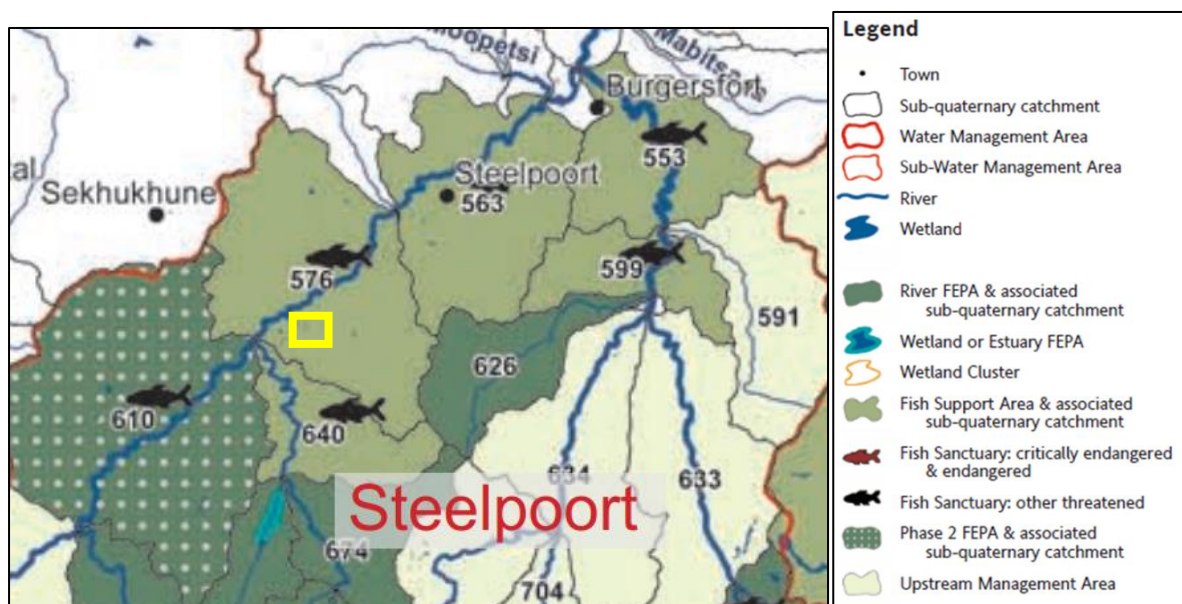 Mabitsa
Burgersfort
553
Steelpoort
563
Sekhukhune
576
599
591
626
610
640
634
633
Steelpoort
674
704
Legend
Town
Sub-quaternary catchment
Water Management Area
Sub-Water Management Area
River
Wetland
River FEPA & associated
sub-quaternary catchment
Wetland or Estuary FEPA
Wetland Cluster
Fish Support Area & associated
sub-quaternary catchment
Fish Sanctuary: critically endangered
& endangered
Fish Sanctuary: other threatened
Phase 2 FEPA & associated
sub-quaternary catchment
Upstream Management Area